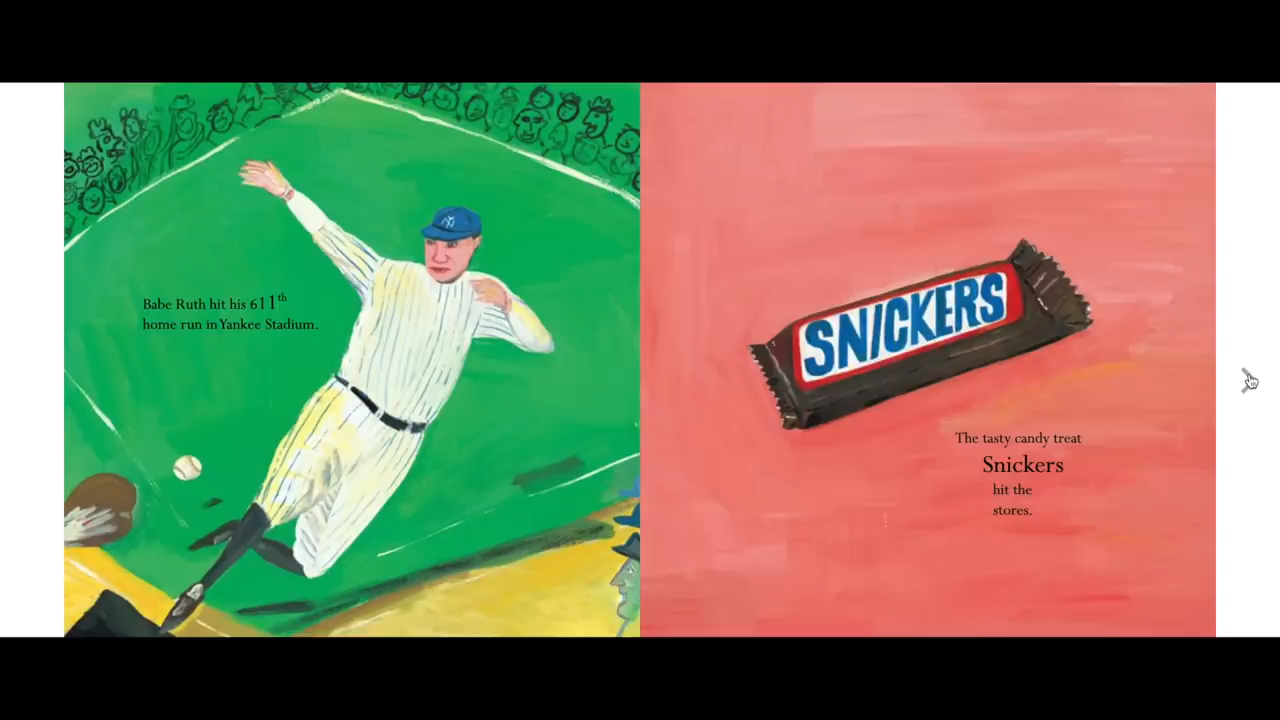 Babe Ruth hit his 611th
home run in Yankee Stadium.
SNICKERS
The tasty candy treat
Snickers
hit the
stores.